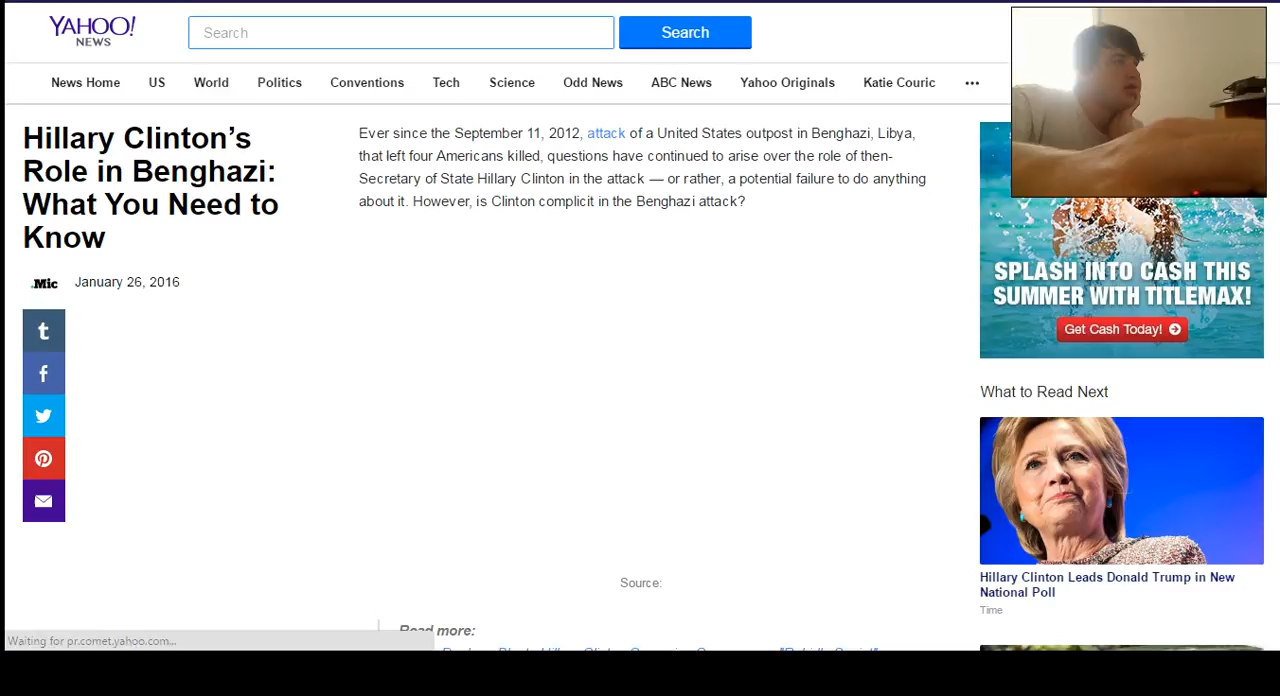 YAHOO!
NEWS
Search
Search
News Home US World Politics Conventions Tech Science Odd News ABC News Yahoo Originals Katie Couric •••
Hillary Clinton’s
Role in Benghazi:
What You Need to
Know
.Mic January 26, 2016
Ever since the September 11, 2012, attack of a United States outpost in Benghazi, Libya,
that left four Americans killed, questions have continued to arise over the role of then-
Secretary of State Hillary Clinton in the attack — or rather, a potential failure to do anything
about it. However, is Clinton complicit in the Benghazi attack?
Source:
Read more:
SPLASH INTO CASH THIS
SUMMER WITH TITLEMAX!
Get Cash Today!
What to Read Next
Hillary Clinton Leads Donald Trump in New
National Poll
Time
Waiting for pr.comet.yahoo.com...